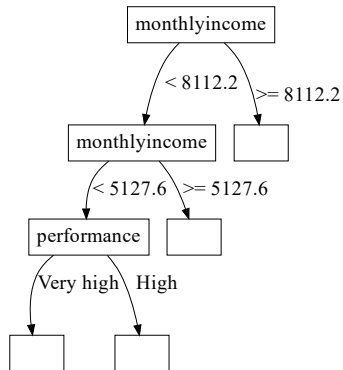 monthlyincome
< 8112.2
>= 8112.2
monthlyincome
< 5127.6
>= 5127.6
performance
Very high
High